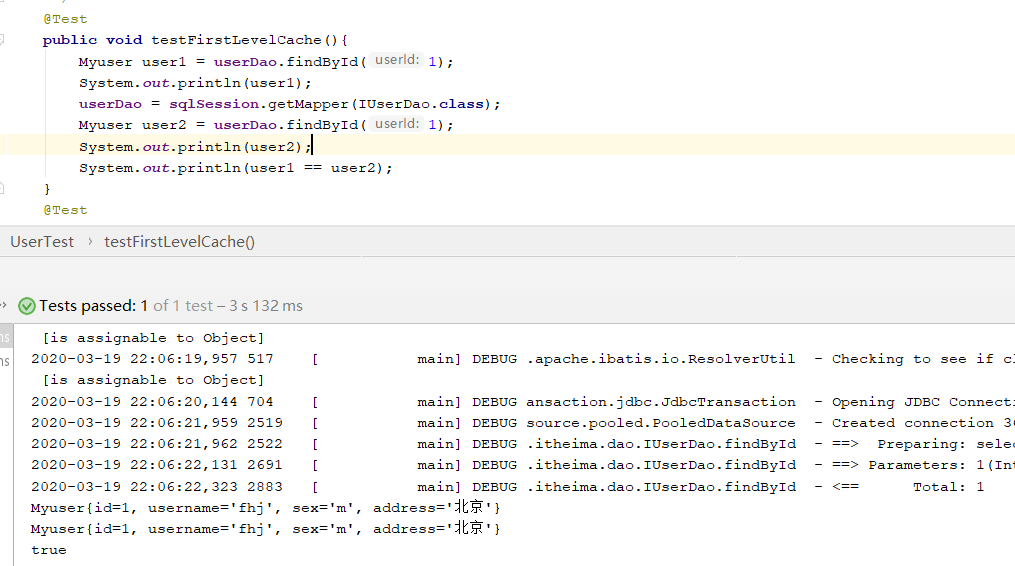 @Test
public void testFirstLevelCache(){
Myuser user1 = userDao.findById( userId: 1);
System.out.println(user1);
userDao = sqlSession.getMapper(IUserDao.class);
Myuser user2 = userDao.findById( userId: 1);
System.out.println(user2);
System.out.println(user1 == user2);
}
@Test
UserTest › testFirstLevelCache()
Tests passed: 1 of 1 test – 3 s 132 ms
[is assignable to Object]
2020-03-19 22:06:19,957 517 [ main] DEBUG .apache.ibatis.io.ResolverUtil - Checking to see if cl
[is assignable to Object]
2020-03-19 22:06:20,144 704 [ main] DEBUG ansaction.jdbc.JdbcTransaction - Opening JDBC Connecti
2020-03-19 22:06:21,959 2519 [ main] DEBUG source.pooled.PooledDataSource - Created connection 30
2020-03-19 22:06:21,962 2522 [ main] DEBUG .itheima.dao.IUserDao.findById - ==> Preparing: selec
2020-03-19 22:06:22,131 2691 [ main] DEBUG .itheima.dao.IUserDao.findById - ==> Parameters: 1(Int
2020-03-19 22:06:22,323 2883 [ main] DEBUG .itheima.dao.IUserDao.findById - <== Total: 1
Myuser{id=1, username='fhj', sex='m', address='北京'}
Myuser{id=1, username='fhj', sex='m', address='北京'}
true